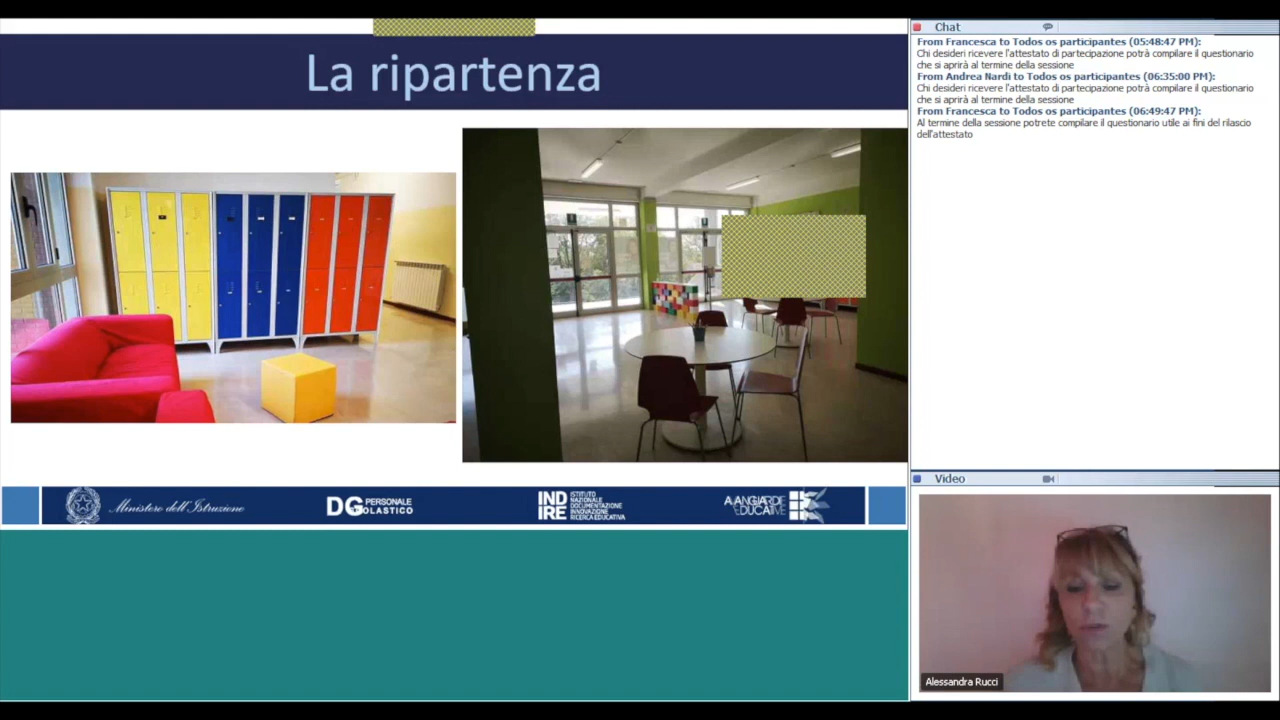 La ripartenza
Ministero dell'Istruzione
DG PERSONALE
SCOLASTICO
IND
IRE
ISTITUTO
NAZIONALE
DOCUMENTAZIONE
INNOVAZIONE
RICERCA EDUCATIVA
AVANGUARDIE
EDUCATIVE
Chat
From Francesca to Todos os participantes (05:48:47 PM):
Chi desideri ricevere l'attestato di partecipazione potrà compilare il questionario
che si aprirà al termine della sessione
From Andrea Nardi to Todos os participantes (06:35:00 PM):
Chi desideri ricevere l'attestato di partecipazione potrà compilare il questionario
che si aprirà al termine della sessione
From Francesca to Todos os participantes (06:49:47 PM):
Al termine della sessione potrete compilare il questionario utile ai fini del rilascio
dell'attestato
Video
Alessandra Rucci